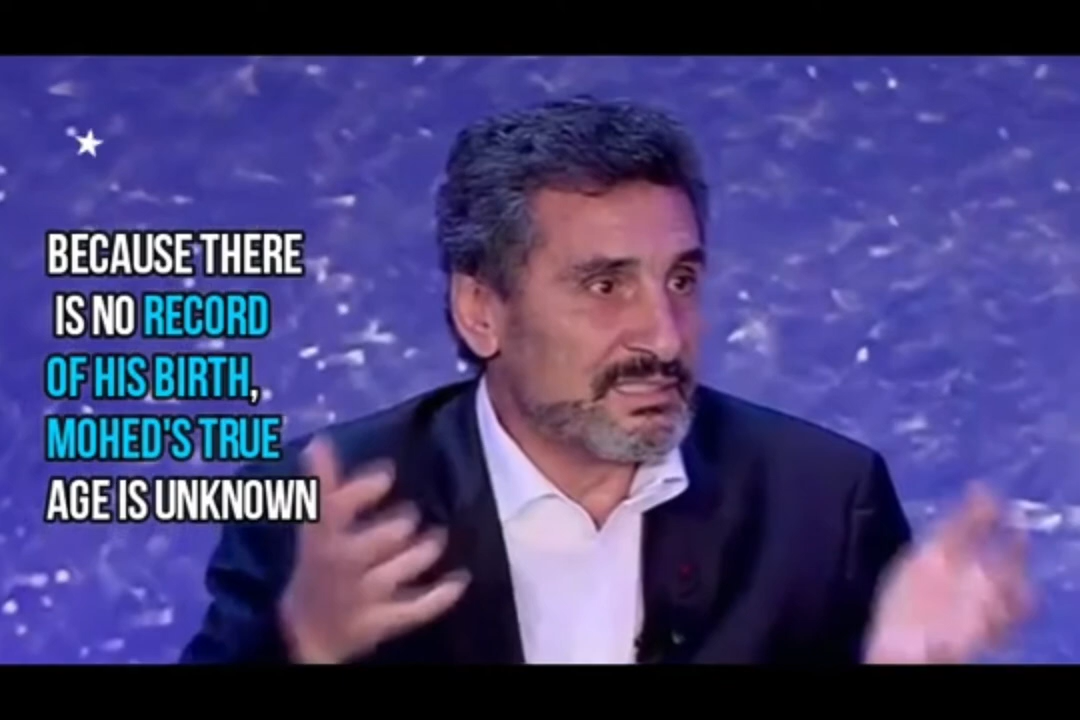 BECAUSE THERE
IS NO RECORD
OF HIS BIRTH,
MOHED'S TRUE
AGE IS UNKNOWN